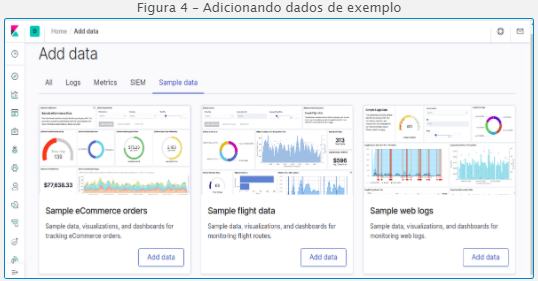 Figura 4 – Adicionando dados de exemplo
D Home Add data
Add data
All Logs Metrics SIEM Sample data
$77,638.33
Sample eCommerce orders
Sample data, visualizations, and dashboards for
tracking eCommerce orders.
Add data
313
$596
Sample flight data
Sample data, visualizations, and dashboards for
monitoring flight routes.
Add data
Sample web logs
Sample data, visualizations, and dashboards for
monitoring web logs.
Add data